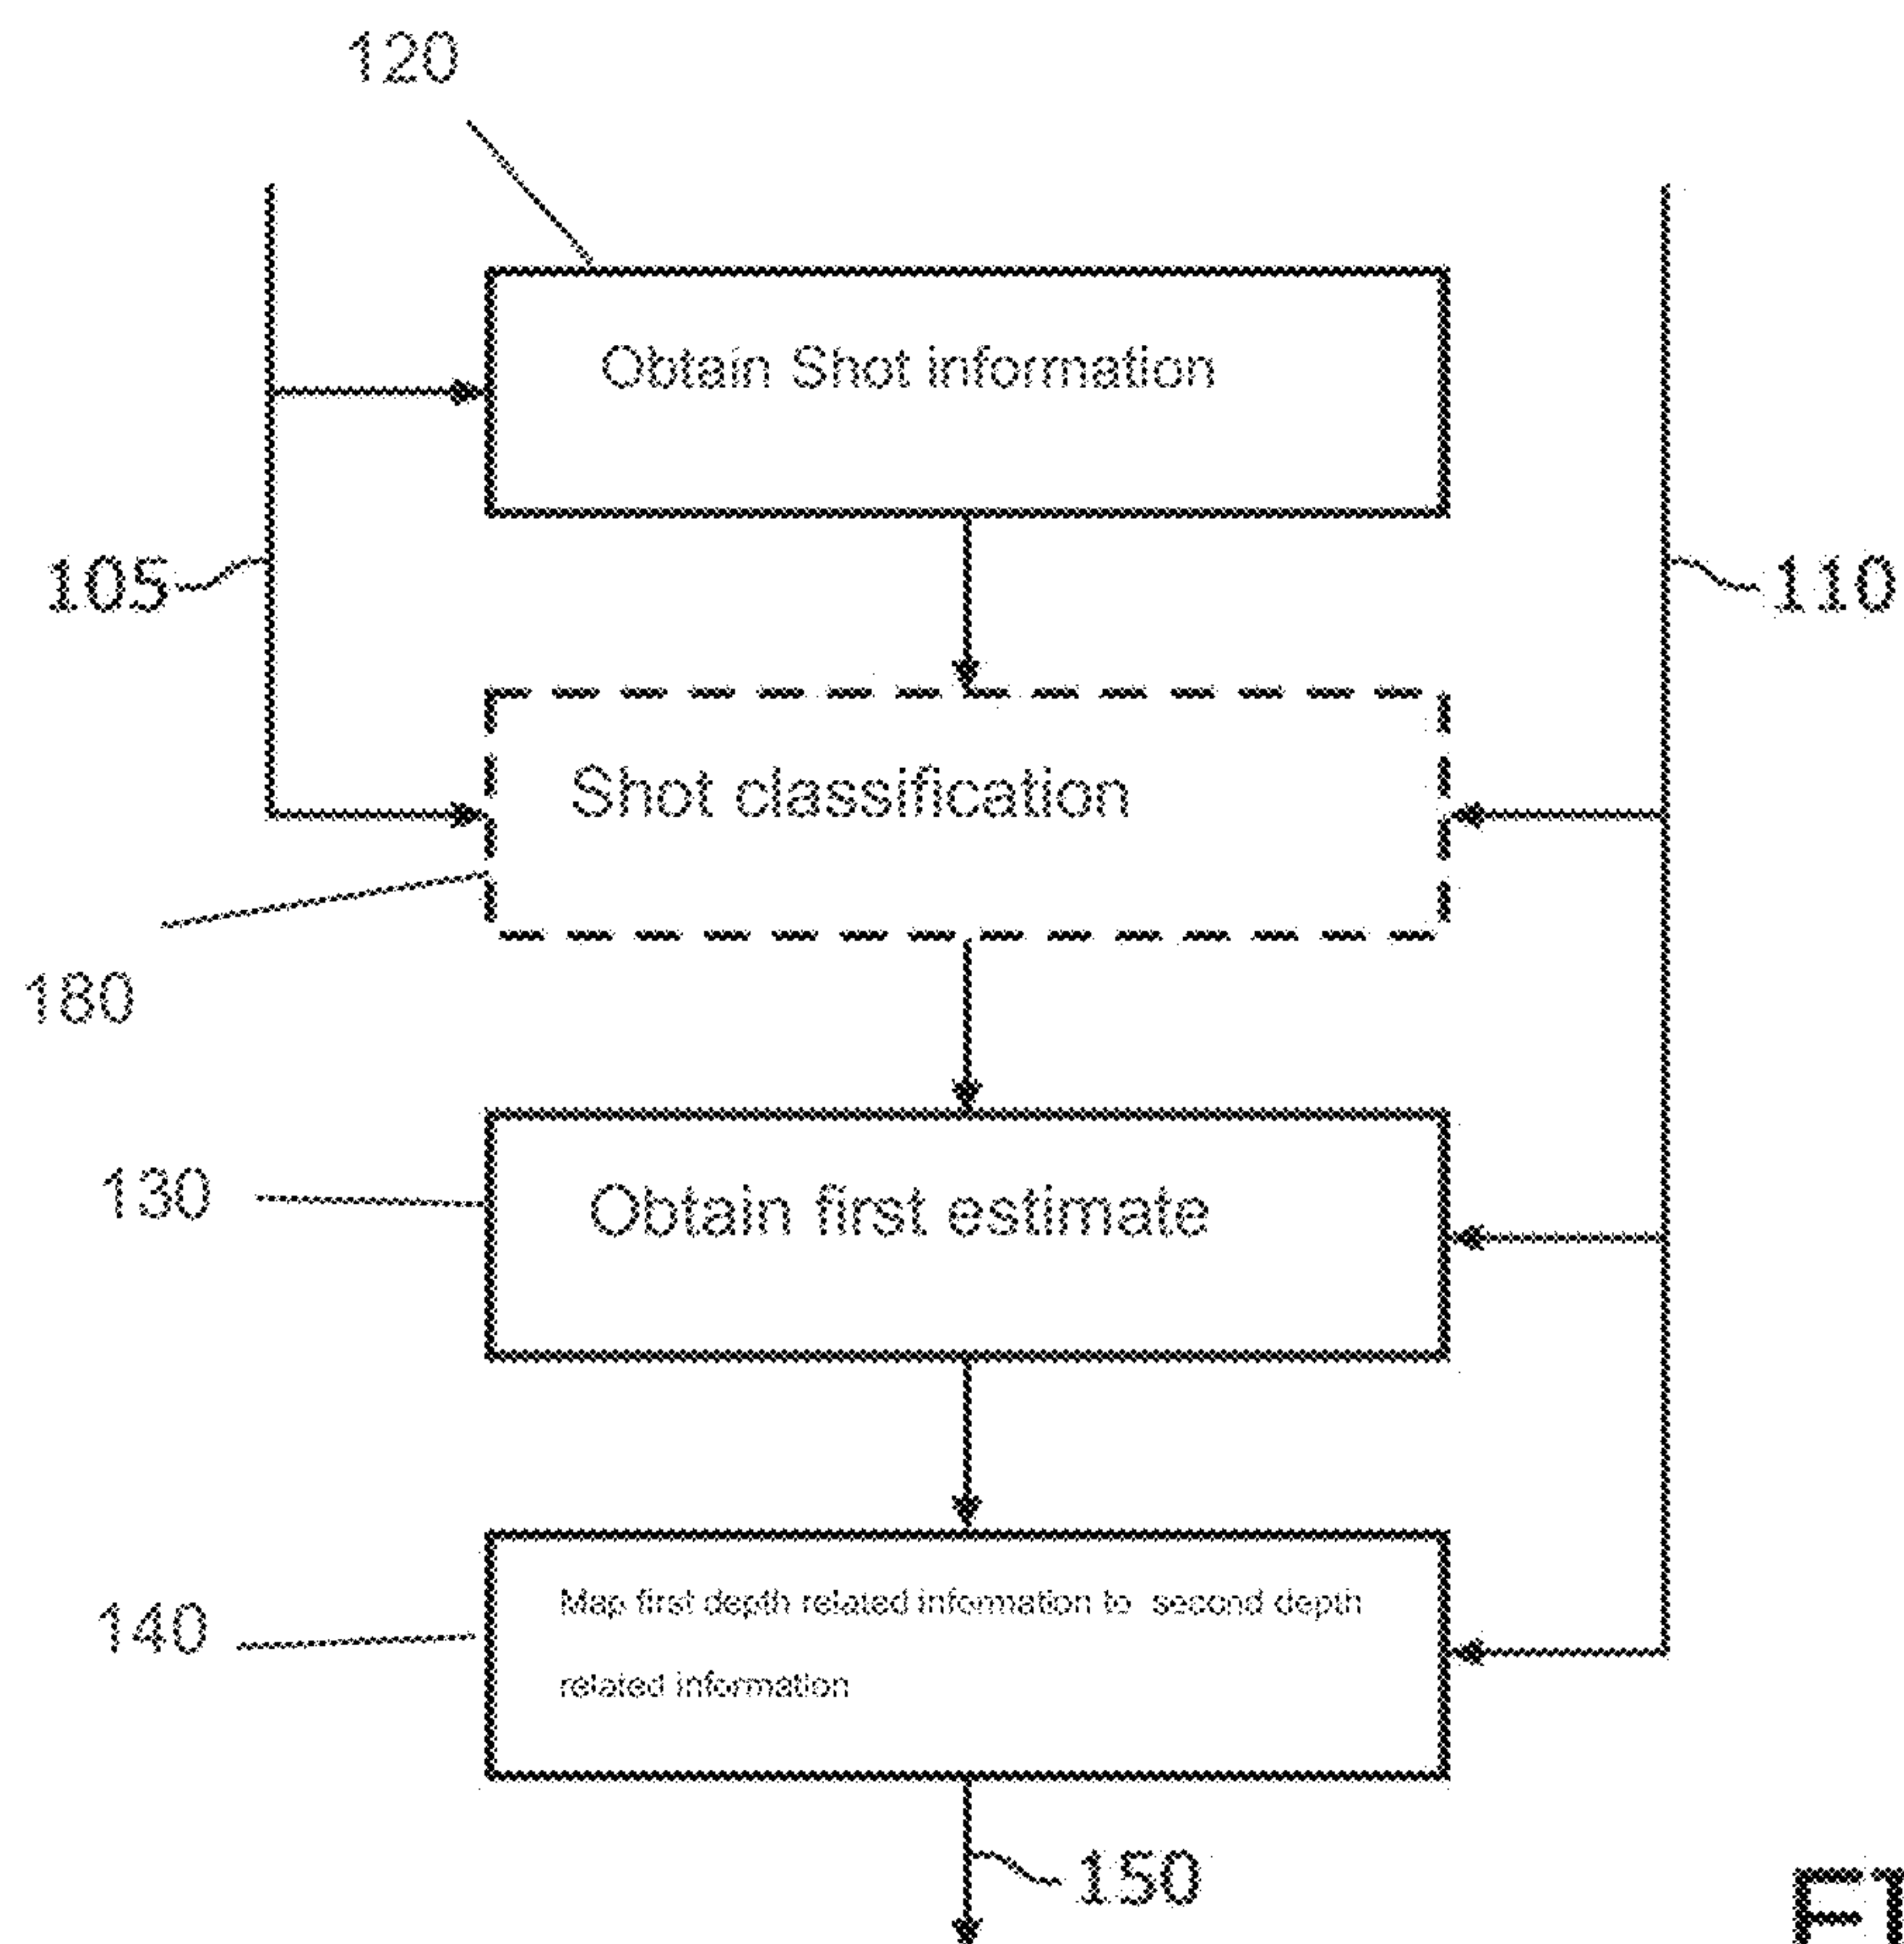 120
Obtain Shot information
105
110
Shot classification
180
130
Obtain first estimate
140
Map first depth related information to second depth
related information
150